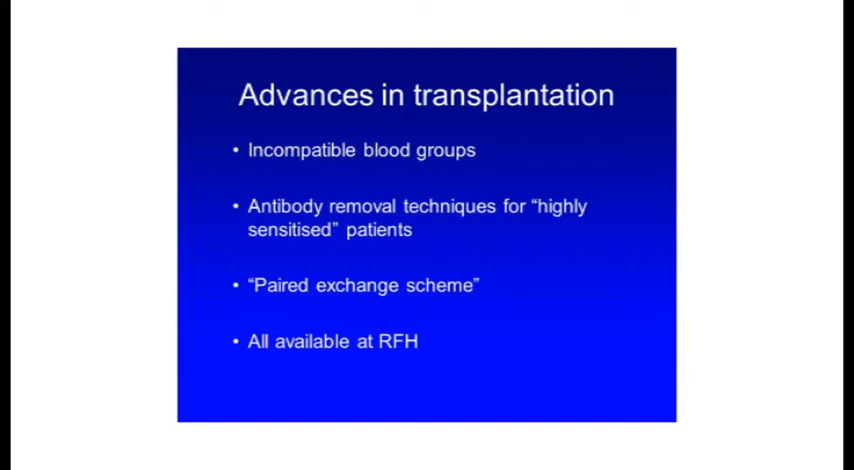 Advances in transplantation
• Incompatible blood groups
• Antibody removal techniques for “highly
sensitised” patients
• “Paired exchange scheme”
• All available at RFH